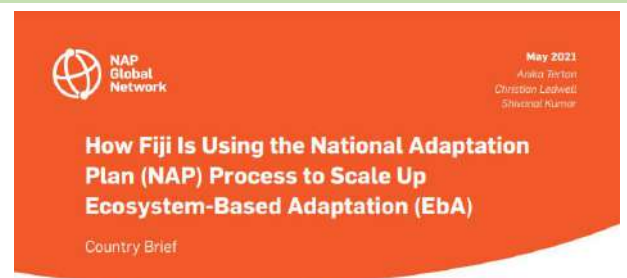 NAP
Global
Network
May 2021
Anika Terton
Christian Ledwell
Shivanal Kumar
How Fiji Is Using the National Adaptation
Plan (NAP) Process to Scale Up
Ecosystem-Based Adaptation (EbA)
Country Brief